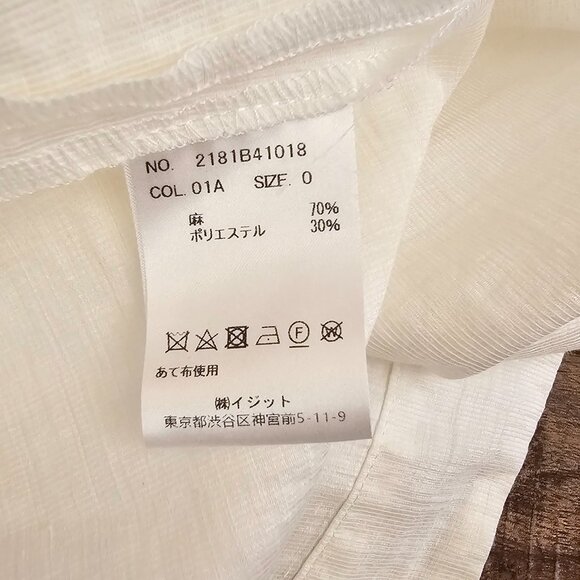 NO. 2181B41018
COL. 01A SIZE. 0
麻 70%
ポリエステル 30%
F W
あて布使用
㈱イジット
東京都渋谷区神宮前5-11-9